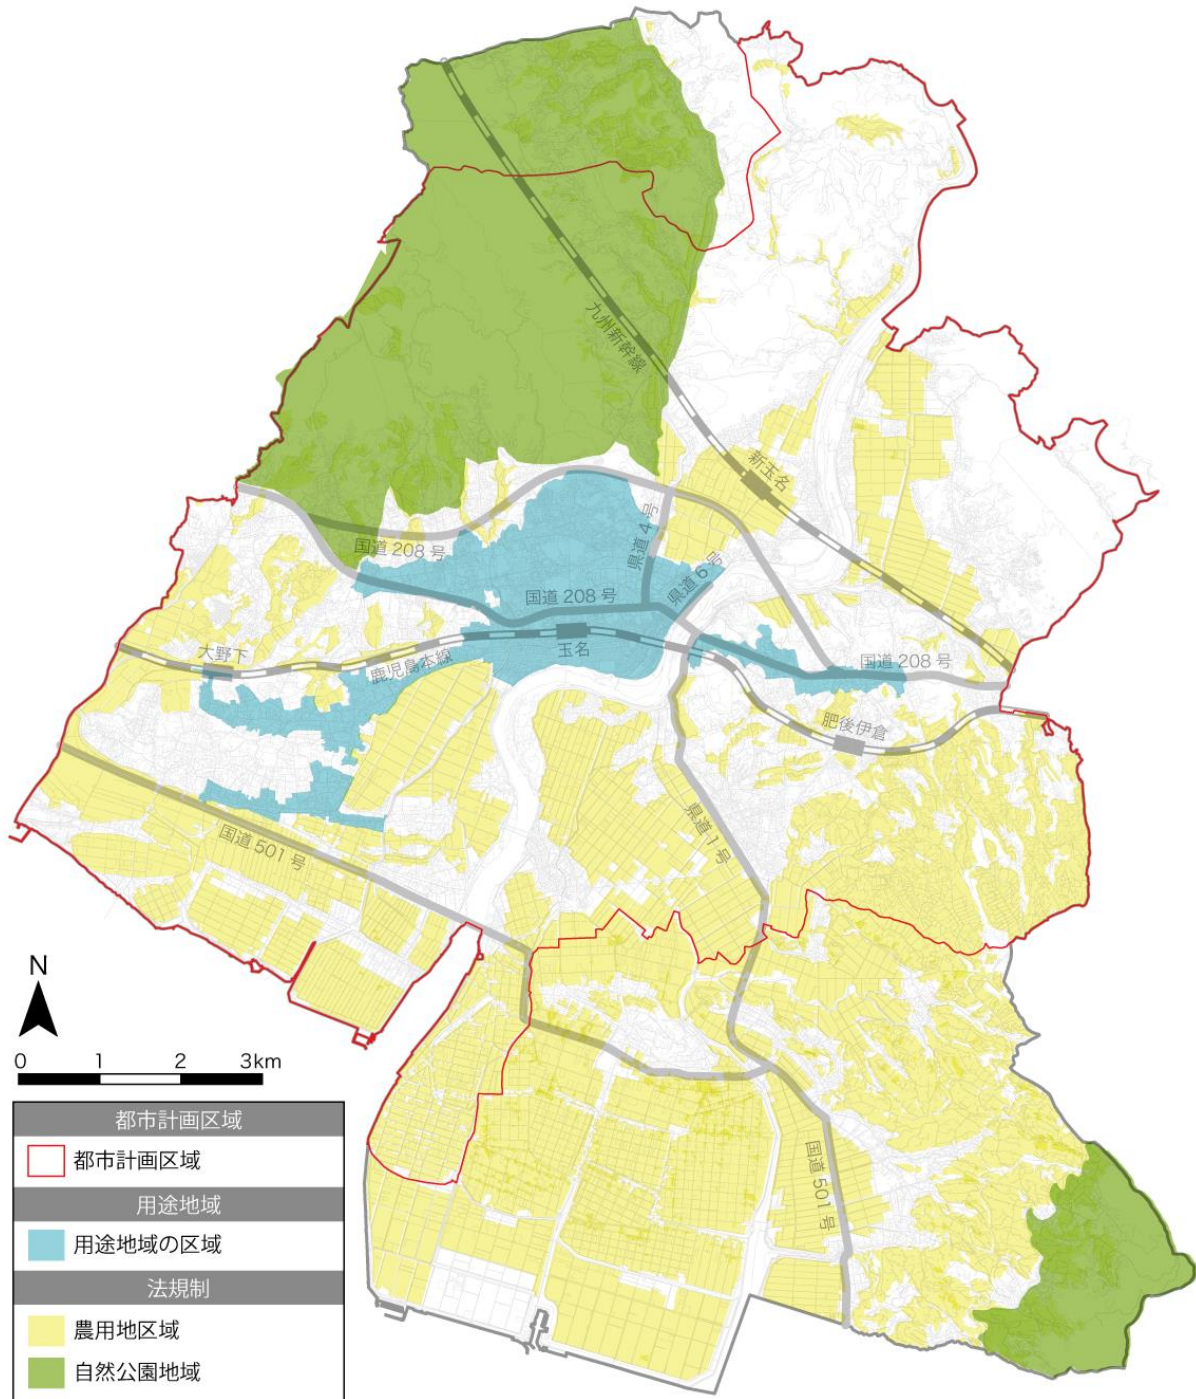 九州新幹線
新玉名
県道4号
国道208号
県道6号
国道208号
大野下
玉名
国道208号
鹿児島本線
肥後伊倉
県道1号
国道501号
N
0 1 2 3km
都市計画区域
都市計画区域
国道501号
用途地域
用途地域の区域
法規制
農用地区域
自然公園地域